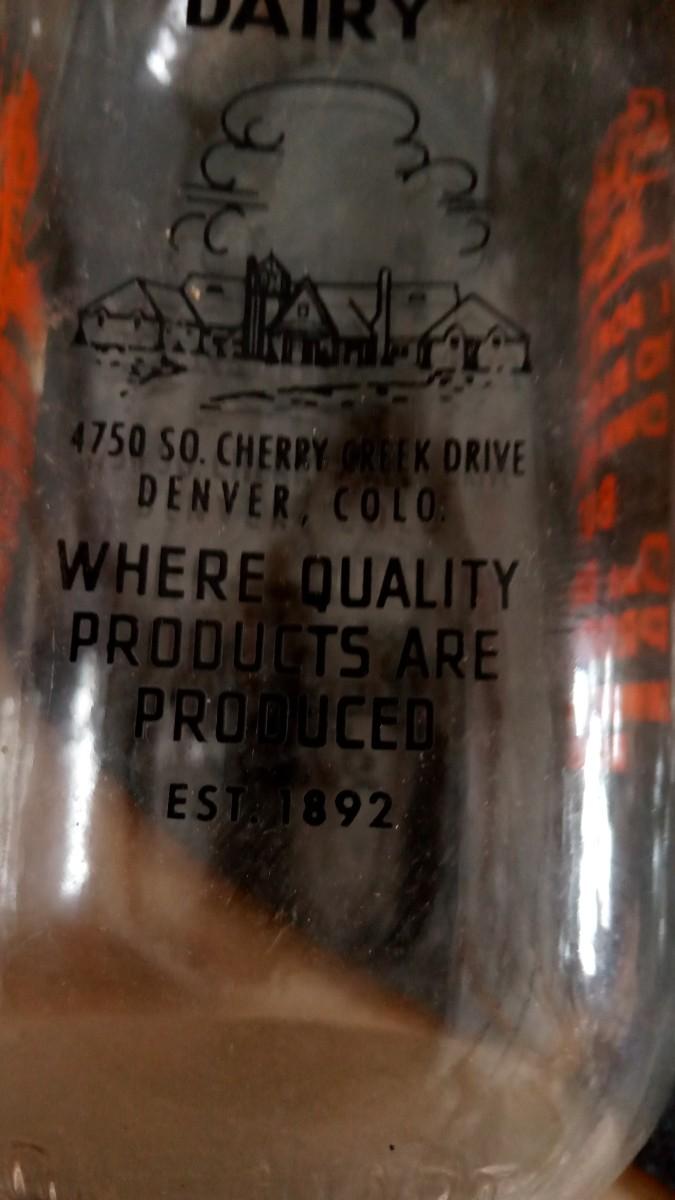 DAIRY
4750 SO. CHERRY CREEK DRIVE
DENVER, COLO.
WHERE QUALITY
PRODUCTS ARE
PRODUCED
EST. 1892